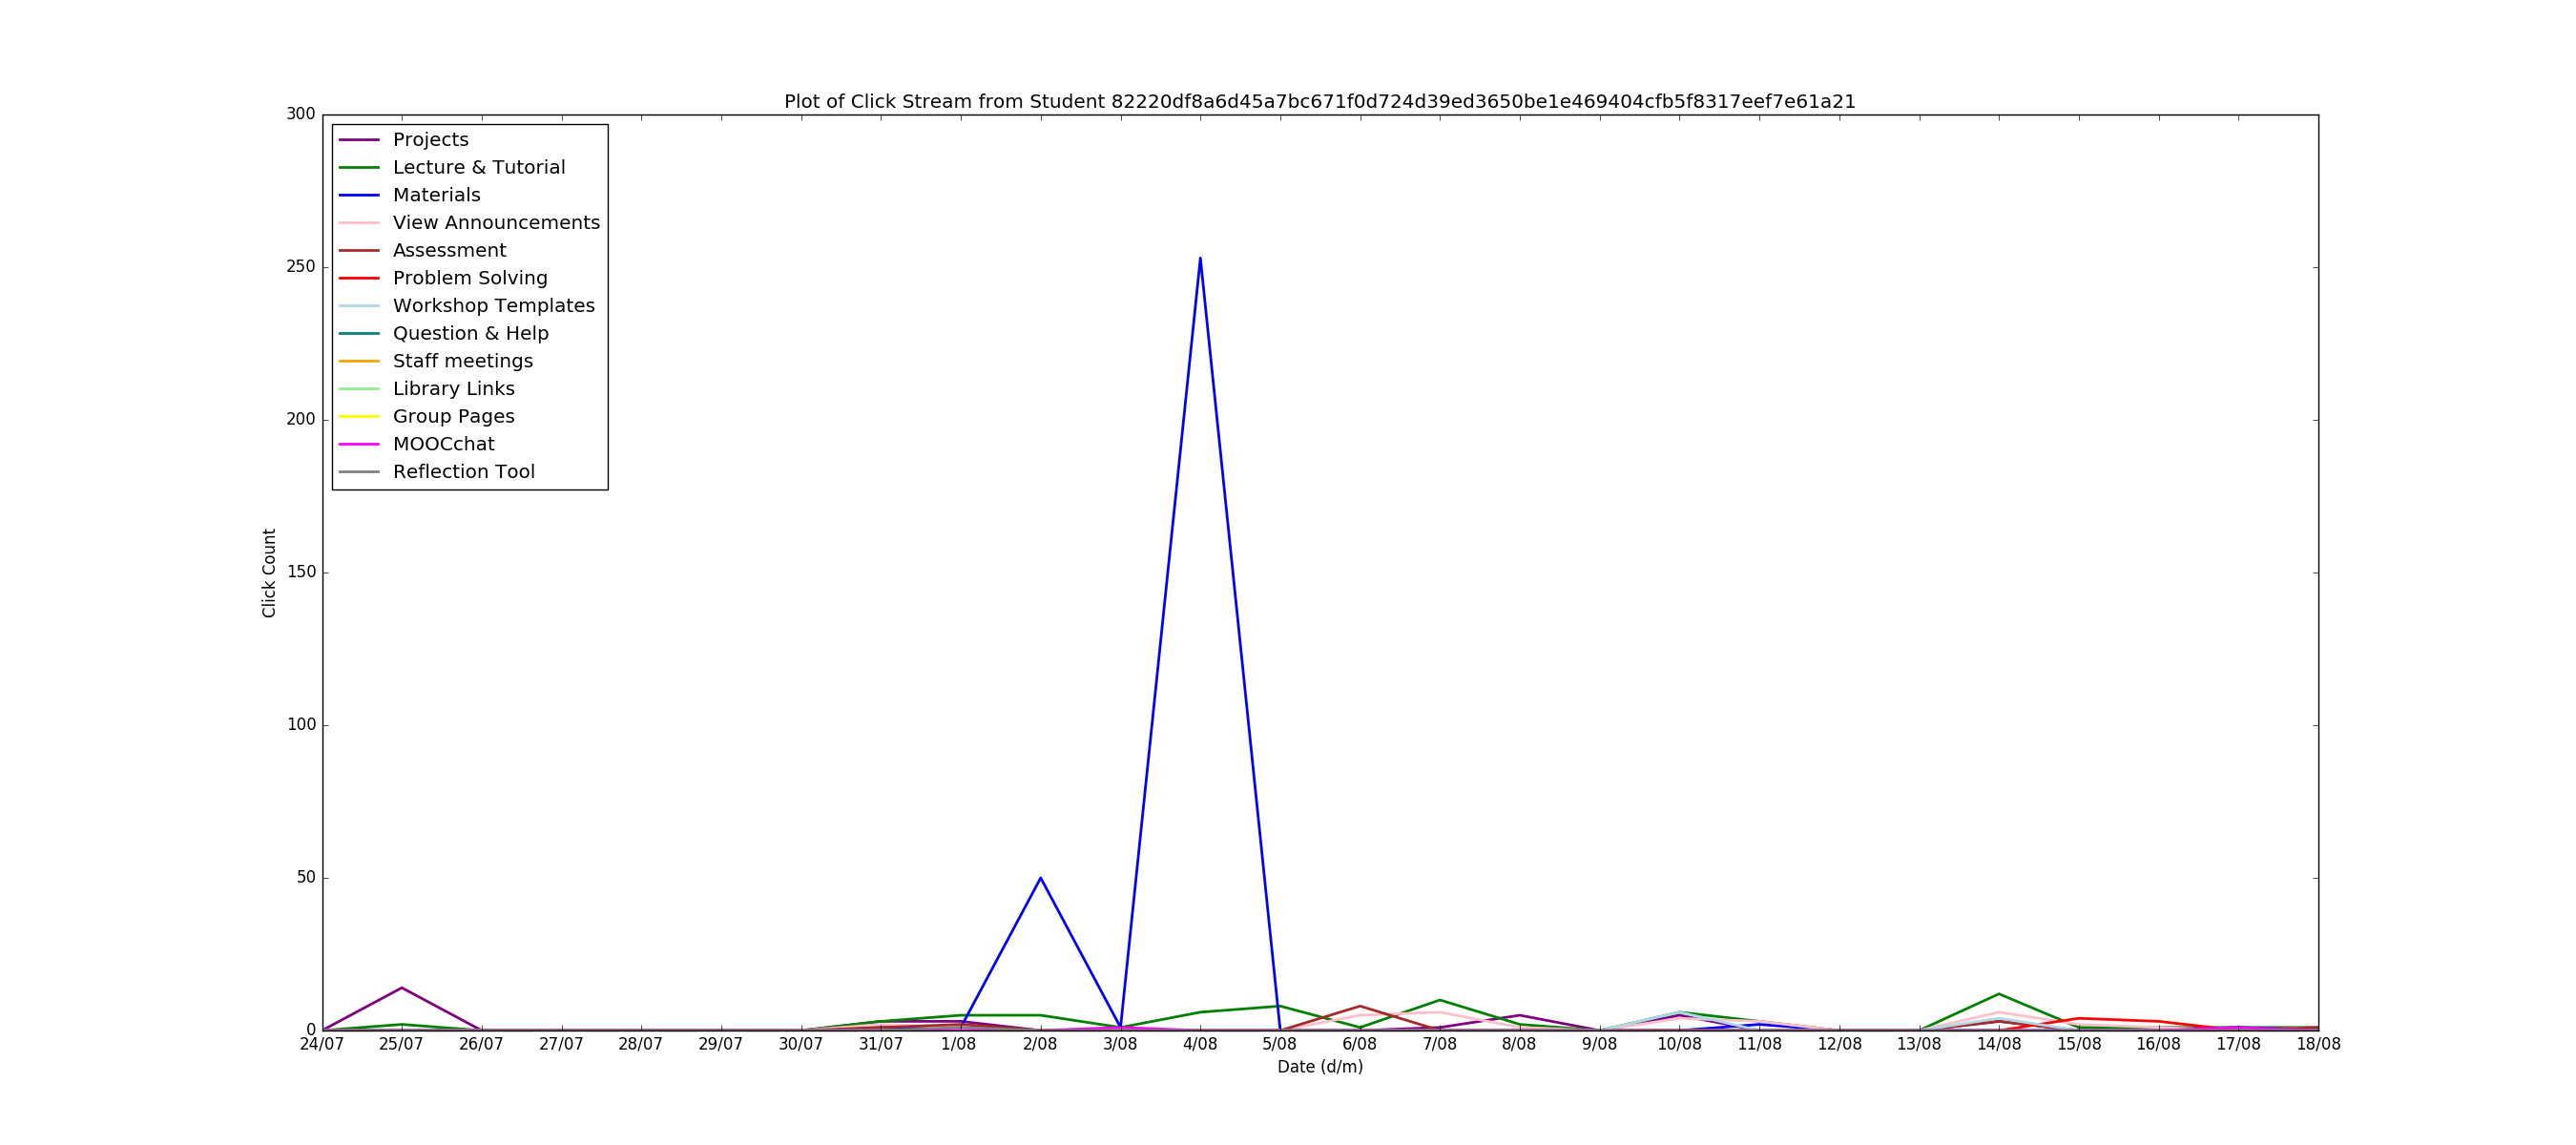 Plot of Click Stream from Student 82220df8a6d45a7bc671f0d724d39ed3650be1e469404cfb5f8317eef7e61a21
300
250
200
150
100
50
0
Click Count
Projects
Lecture & Tutorial
Materials
View Announcements
Assessment
Problem Solving
Workshop Templates
Question & Help
Staff meetings
Library Links
Group Pages
MOOCchat
Reflection Tool
24/07 25/07 26/07 27/07 28/07 29/07 30/07 31/07 1/08 2/08 3/08 4/08 5/08 6/08 7/08 8/08 9/08 10/08 11/08 12/08 13/08 14/08 15/08 16/08 17/08 18/08
Date (d/m)